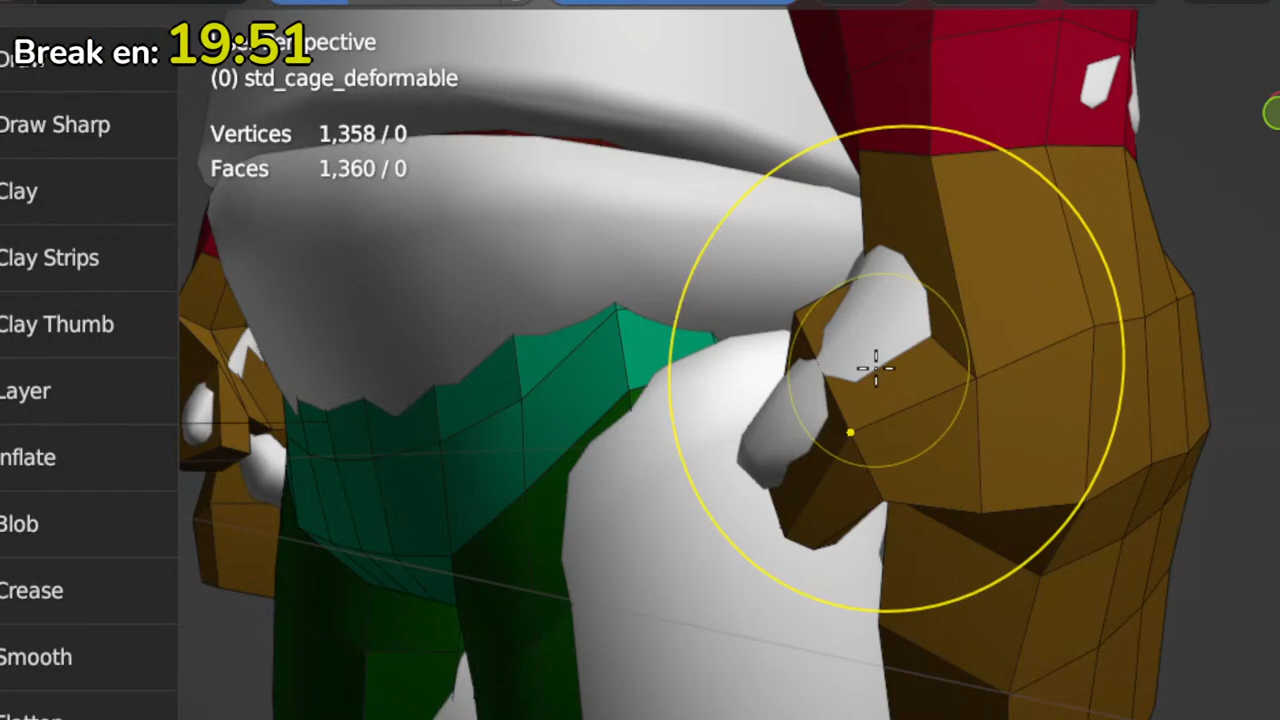 Break en: 19:51
Perspective
(0) std_cage_deformable
Vertices 1,358 / 0
Faces 1,360 / 0
Draw Sharp
Clay
Clay Strips
Clay Thumb
Layer
nflate
Blob
Crease
Smooth